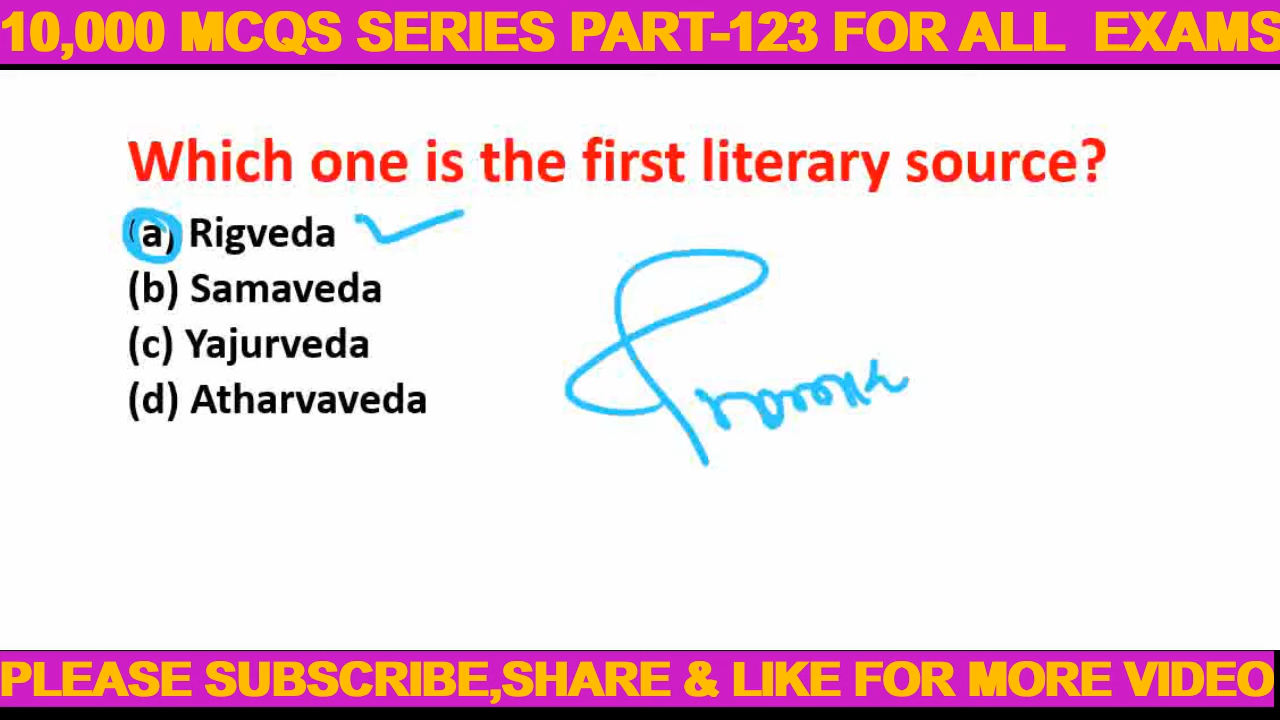 10,000 MCQS SERIES PART-123 FOR ALL EXAMS
Which one is the first literary source?
(a) Rigveda
(b) Samaveda
(c) Yajurveda
(d) Atharvaveda
PLEASE SUBSCRIBE,SHARE & LIKE FOR MORE VIDEO